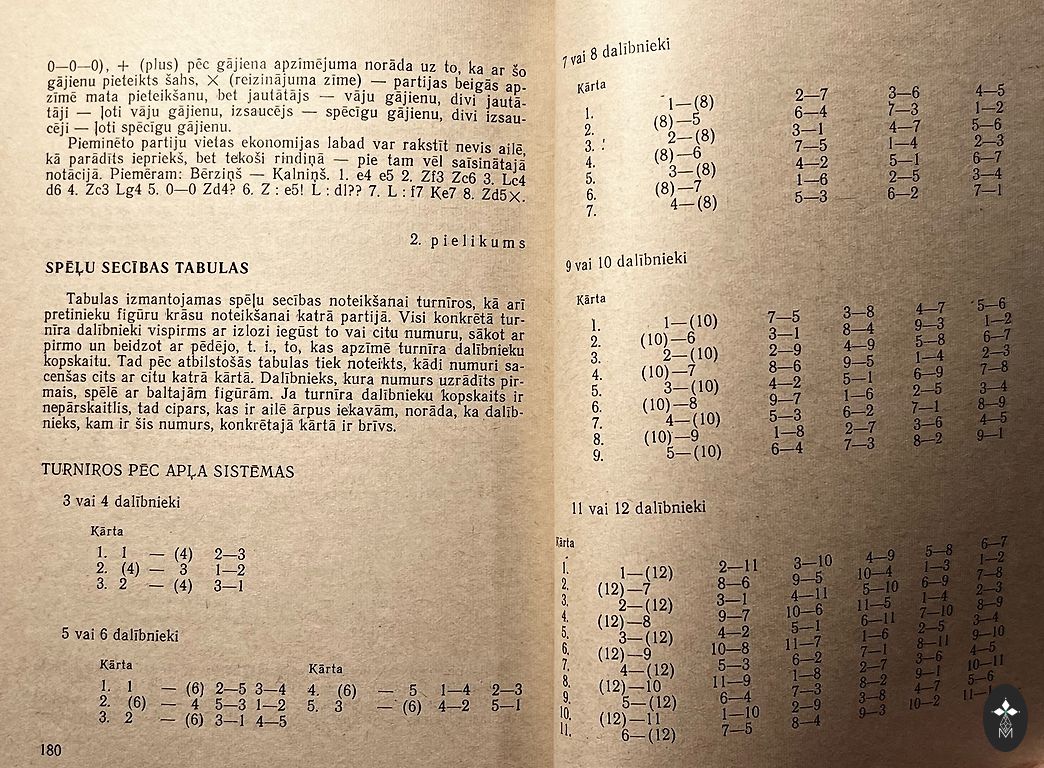 0—0—0), + (plus) pēc gājiena apzīmējuma norāda uz to, ka ar šo
gājienu pieteikts šahs, × (reizinājuma zīme) — partijas beigās ap-
zīmē mata pieteikšanu, bet jautātājs — vāju gājienu, divi jautā-
tāji — ļoti vāju gājienu, izsaucējs — spēcīgu gājienu, divi izsau-
cēji — ļoti spēcīgu gājienu.
Pieminēto partiju vietas ekonomijas labad var rakstīt nevis ailē,
kā parādīts iepriekš, bet tekoši rindiņā — pie tam vēl saīsinātajā
notācijā. Piemēram: Bērziņš — Kalniņš. 1. e4 e5 2. Zf3 Zc6 3. Lc4
d6 4. Zc3 Lg4 5. 0—0 Zd4? 6. Z : e5! L : d1?? 7. L : f7 Ķe7 8. Zd5×.
2. pielikums
SPĒĻU SECĪBAS TABULAS
Tabulas izmantojamas spēļu secības noteikšanai turnīros, kā arī
pretinieku figūru krāsu noteikšanai katrā partijā. Visi konkrētā tur-
nīra dalībnieki vispirms ar izlozi iegūst to vai citu numuru, sākot ar
pirmo un beidzot ar pēdējo, t. i., to, kas apzīmē turnīra dalībnieku
kopskaitu. Tad pēc atbilstošās tabulas tiek noteikts, kādi numuri sa-
cenšas cits ar citu katrā kārtā. Dalībnieks, kura numurs uzrādīts pir-
mais, spēlē ar baltajām figūrām. Ja turnīra dalībnieku kopskaits ir
nepārskaitlis, tad cipars, kas ir ailē ārpus iekavām, norāda, ka dalīb-
nieks, kam ir šis numurs, konkrētajā kārtā ir brīvs.
TURNĪROS PĒC APĻA SISTĒMAS
3 vai 4 dalībnieki
Kārta
1. 1 — (4) 2—3
2. (4) — 3 1—2
3. 2 — (4) 3—1
5 vai 6 dalībnieki
Kārta Kārta
1. 1 — (6) 2—5 3—4 4. (6) — 5 1—4 2—3
2. (6) — 4 5—3 1—2 5. 3 — (6) 4—2 5—1
3. 2 — (6) 3—1 4—5
180
7 vai 8 dalībnieki
Kārta
1. 1—(8) 2—7 3—6 4—5
2. (8)—5 6—4 7—3 1—2
3. 2—(8) 3—1 4—7 5—6
4. (8)—6 7—5 1—4 2—3
5. 3—(8) 4—2 5—1 6—7
6. (8)—7 1—6 2—5 3—4
7. 4—(8) 5—3 6—2 7—1
9 vai 10 dalībnieki
Kārta
1. 1—(10) 7—5 3—8 4—7 5—6
2. (10)—6 3—1 8—4 9—3 1—2
3. 2—(10) 2—9 4—9 5—8 6—7
4. (10)—7 8—6 9—5 1—4 2—3
5. 3—(10) 4—2 5—1 6—9 7—8
6. (10)—8 9—7 1—6 2—5 3—4
7. 4—(10) 5—3 6—2 7—1 8—9
8. (10)—9 1—8 2—7 3—6 4—5
9. 5—(10) 6—4 7—3 8—2 9—1
11 vai 12 dalībnieki
Kārta
1. 1—(12) 2—11 3—10 4—9 5—8 6—7
2. (12)—7 8—6 9—5 10—4 1—3 1—2
3. 2—(12) 3—1 4—11 5—10 6—9 7—8
4. (12)—8 9—7 10—6 11—5 1—4 2—3
5. 3—(12) 4—2 5—1 6—11 7—10 8—9
6. (12)—9 10—8 11—7 1—6 2—5 3—4
7. 4—(12) 5—3 6—2 7—1 8—11 9—10
8. (12)—10 11—9 1—8 2—7 3—6 4—5
9. 5—(12) 6—4 7—3 8—2 9—1 10—11
10. (12)—11 1—10 2—9 3—8 4—7 5—6
11. 6—(12) 7—5 8—4 9—3 10—2 11—1
M